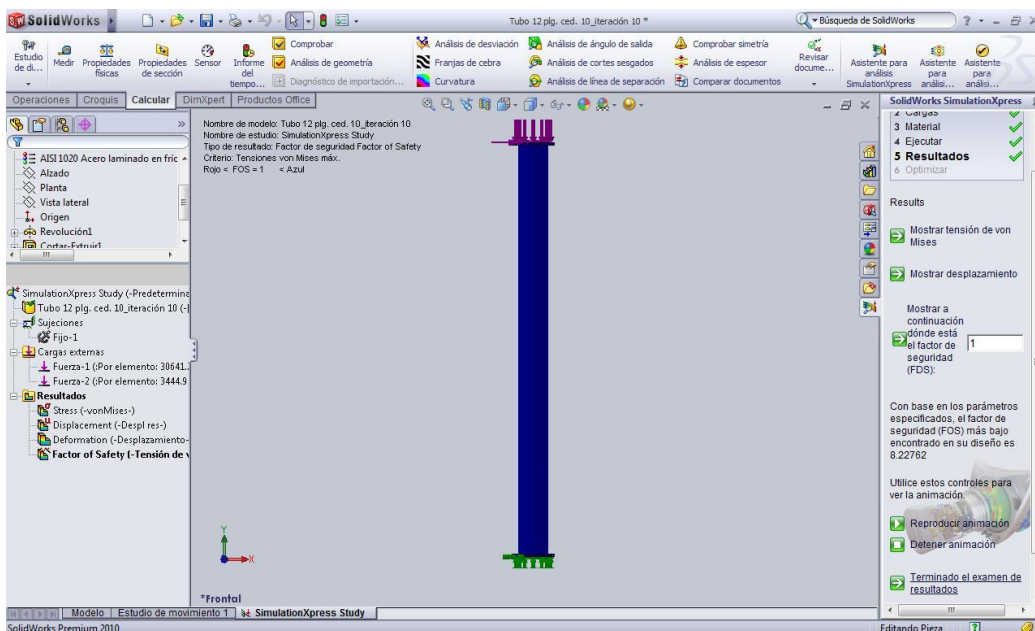 SolidWorks
Tubo 12 plg. ced. 10_iteración 10 *
Búsqueda de SolidWorks
Estudio de di...
Medir
Propiedades físicas
Propiedades de sección
Sensor
Informe del tiempo...
Comprobar
Análisis de geometría
Diagnóstico de importación...
Análisis de desviación
Franjas de cebra
Curvatura
Análisis de ángulo de salida
Análisis de cortes sesgados
Análisis de línea de separación
Comprobar simetría
Análisis de espesor
Comparar documentos
Revisar docume...
Asistente para análisis SimulationXpress
Asistente para análisi...
Asistente para análisi...
Operaciones
Croquis
Calcular
DimXpert
Productos Office
AISI 1020 Acero laminado en fríc
Alzado
Planta
Vista lateral
Origen
Revolución1
Cortar-Extruir1
SimulationXpress Study (-Predetermina
Tubo 12 plg. ced. 10_iteración 10 (-[
Sujeciones
Fijo-1
Cargas externas
Fuerza-1 (:Por elemento: 30641.
Fuerza-2 (:Por elemento: 3444.9
Resultados
Stress (-vonMises-)
Displacement (-Despl res-)
Deformation (-Desplazamiento-
Factor of Safety (-Tensión de v
Nombre de modelo: Tubo 12 plg. ced. 10_iteración 10
Nombre de estudio: SimulationXpress Study
Tipo de resultado: Factor de seguridad Factor of Safety
Criterio: Tensiones von Mises máx.
Rojo < FOS = 1 < Azul
Y
X
*Frontal
SolidWorks SimulationXpress
2 Cargas
3 Material
4 Ejecutar
5 Resultados
6 Optimizar
Results
Mostrar tensión de von
Mises
Mostrar desplazamiento
Mostrar a
continuación
dónde está
el factor de
seguridad
(FDS):
1
Con base en los parámetros
especificados, el factor de
seguridad (FOS) más bajo
encontrado en su diseño es
8.22762
Utilice estos controles para
ver la animación.
Reproducir animación
Detener animación
Terminado el examen de
resultados
Modelo
Estudio de movimiento 1
SimulationXpress Study
SolidWorks Premium 2010
Editando Pieza